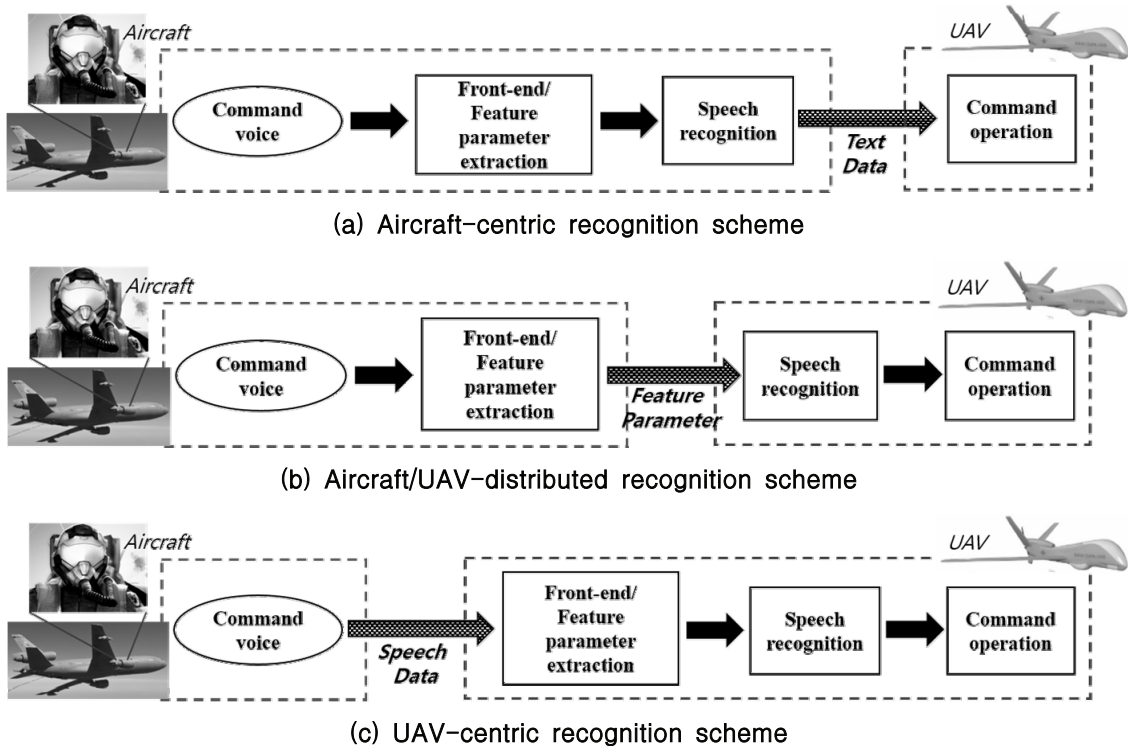 Aircraft
UAV
Command
voice
Front-end/
Feature
parameter
extraction
Speech
recognition
Text
Data
Command
operation
(a) Aircraft-centric recognition scheme
Aircraft
UAV
Command
voice
Front-end/
Feature
parameter
extraction
Feature
Parameter
Speech
recognition
Command
operation
(b) Aircraft/UAV-distributed recognition scheme
Aircraft
UAV
Command
voice
Speech
Data
Front-end/
Feature
parameter
extraction
Speech
recognition
Command
operation
(c) UAV-centric recognition scheme